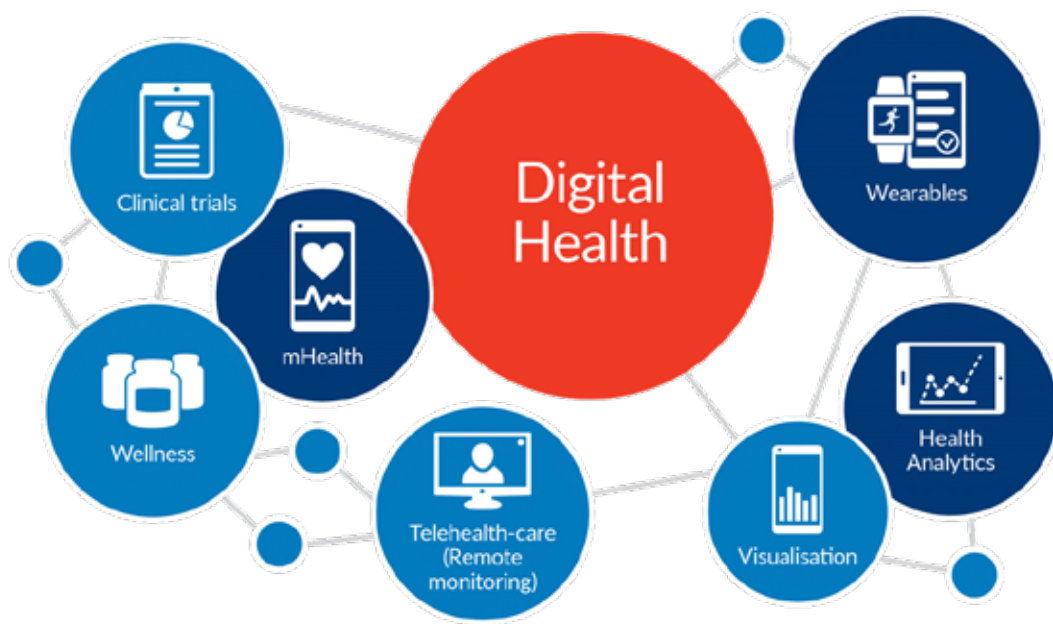 Digital
Health
Clinical trials
Wearables
mHealth
Wellness
Health
Analytics
Telehealth-care
(Remote
monitoring)
Visualisation